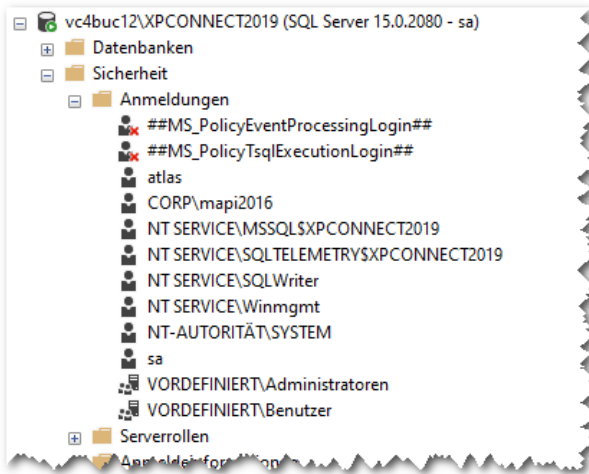 vc4buc12\XPCONNECT2019 (SQL Server 15.0.2080 - sa)
Datenbanken
Sicherheit
Anmeldungen
##MS_PolicyEventProcessingLogin##
##MS_PolicyTsqlExecutionLogin##
atlas
CORP\mapi2016
NT SERVICE\MSSQL$XPCONNECT2019
NT SERVICE\SQLTELEMETRY$XPCONNECT2019
NT SERVICE\SQLWriter
NT SERVICE\Winmgmt
NT-AUTORITÄT\SYSTEM
sa
VORDEFINIERT\Administratoren
VORDEFINIERT\Benutzer
Serverrollen